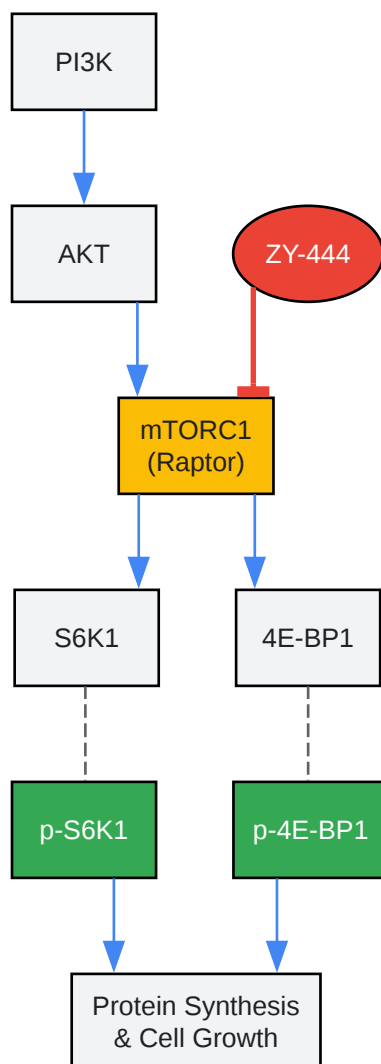 PI3K
AKT
ZY-444
mTORC1
(Raptor)
S6K1
4E-BP1
p-S6K1
p-4E-BP1
Protein Synthesis
& Cell Growth